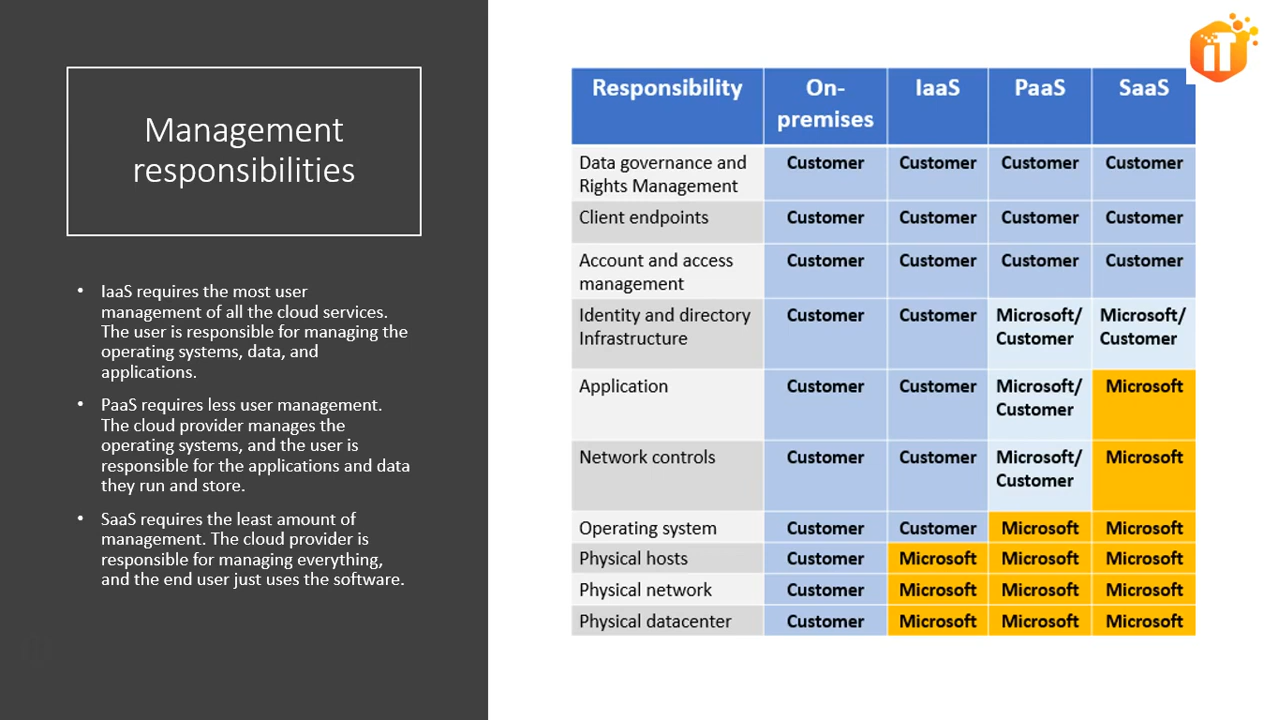 Management
responsibilities
• IaaS requires the most user
management of all the cloud services.
The user is responsible for managing the
operating systems, data, and
applications.
• PaaS requires less user management.
The cloud provider manages the
operating systems, and the user is
responsible for the applications and data
they run and store.
• SaaS requires the least amount of
management. The cloud provider is
responsible for managing everything,
and the end user just uses the software.
iT
Responsibility On-premises IaaS PaaS SaaS
Data governance and Rights Management Customer Customer Customer Customer
Client endpoints Customer Customer Customer Customer
Account and access management Customer Customer Customer Customer
Identity and directory Infrastructure Customer Customer Microsoft/Customer Microsoft/Customer
Application Customer Customer Microsoft/Customer Microsoft
Network controls Customer Customer Microsoft/Customer Microsoft
Operating system Customer Customer Microsoft Microsoft
Physical hosts Customer Microsoft Microsoft Microsoft
Physical network Customer Microsoft Microsoft Microsoft
Physical datacenter Customer Microsoft Microsoft Microsoft